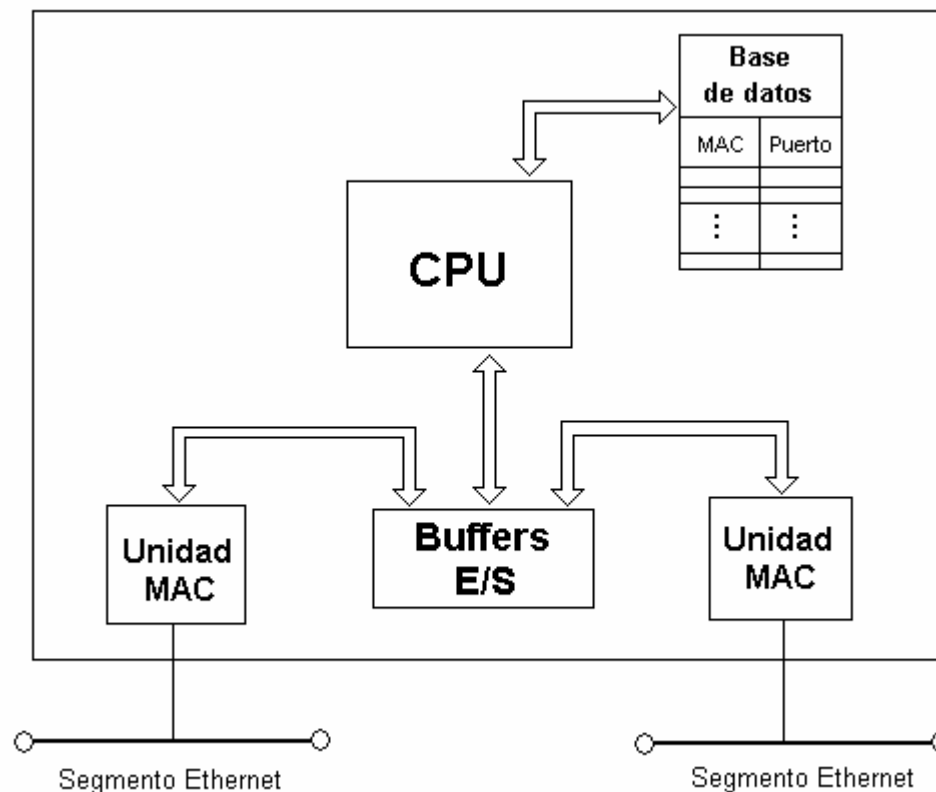 Base
de datos
MAC Puerto
CPU
Unidad
MAC
Buffers
E/S
Unidad
MAC
Segmento Ethernet
Segmento Ethernet